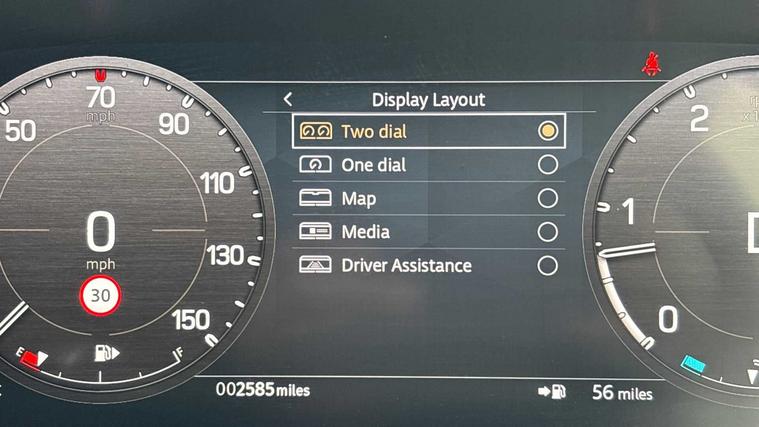 Display Layout
Two dial
One dial
Map
Media
Driver Assistance
50
70
mph
90
110
130
150
0
mph
30
E
F
002585 miles
56 miles
2
1
0